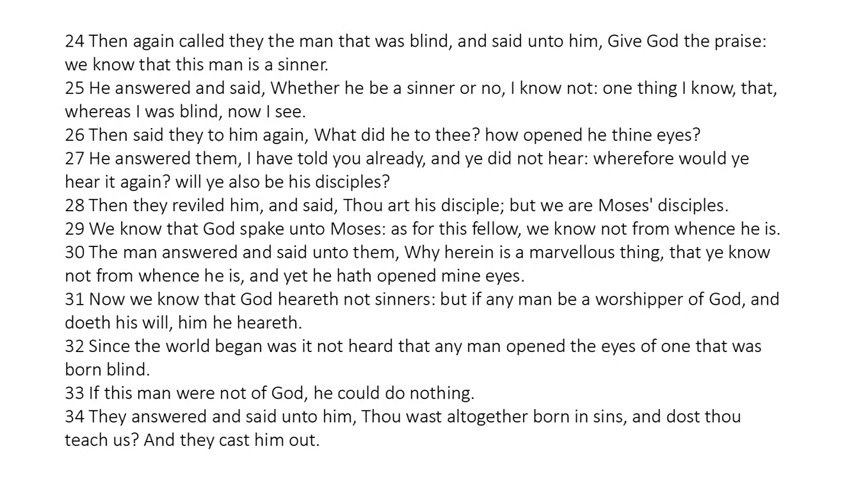 24 Then again called they the man that was blind, and said unto him, Give God the praise:
we know that this man is a sinner.
25 He answered and said, Whether he be a sinner or no, I know not: one thing I know, that,
whereas I was blind, now I see.
26 Then said they to him again, What did he to thee? how opened he thine eyes?
27 He answered them, I have told you already, and ye did not hear: wherefore would ye
hear it again? will ye also be his disciples?
28 Then they reviled him, and said, Thou art his disciple; but we are Moses' disciples.
29 We know that God spake unto Moses: as for this fellow, we know not from whence he is.
30 The man answered and said unto them, Why herein is a marvellous thing, that ye know
not from whence he is, and yet he hath opened mine eyes.
31 Now we know that God heareth not sinners: but if any man be a worshipper of God, and
doeth his will, him he heareth.
32 Since the world began was it not heard that any man opened the eyes of one that was
born blind.
33 If this man were not of God, he could do nothing.
34 They answered and said unto him, Thou wast altogether born in sins, and dost thou
teach us? And they cast him out.